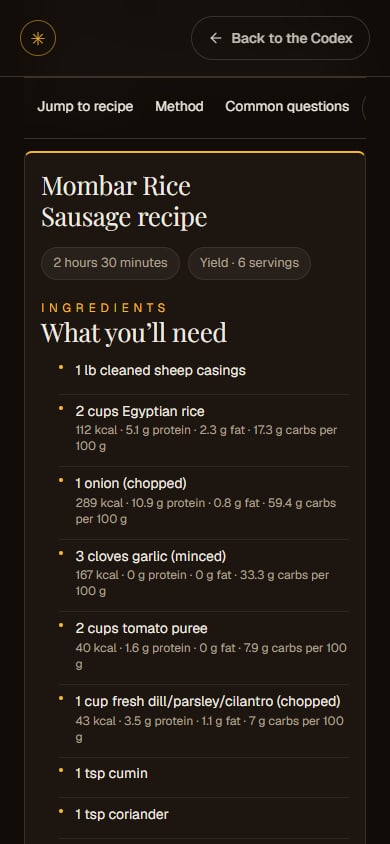 Back to the Codex
Jump to recipe Method Common questions
Mombar Rice
Sausage recipe
2 hours 30 minutes Yield · 6 servings
INGREDIENTS
What you’ll need
1 lb cleaned sheep casings
2 cups Egyptian rice
112 kcal · 5.1 g protein · 2.3 g fat · 17.3 g carbs per
100 g
1 onion (chopped)
289 kcal · 10.9 g protein · 0.8 g fat · 59.4 g carbs
per 100 g
3 cloves garlic (minced)
167 kcal · 0 g protein · 0 g fat · 33.3 g carbs per
100 g
2 cups tomato puree
40 kcal · 1.6 g protein · 0 g fat · 7.9 g carbs per 100
g
1 cup fresh dill/parsley/cilantro (chopped)
43 kcal · 3.5 g protein · 1.1 g fat · 7 g carbs per 100
g
1 tsp cumin
1 tsp coriander